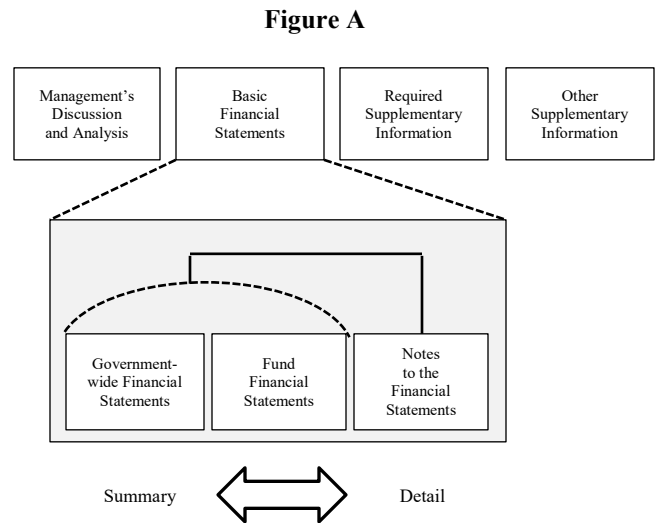 Figure A
Management’s
Discussion
and Analysis
Basic
Financial
Statements
Required
Supplementary
Information
Other
Supplementary
Information
Government-
wide Financial
Statements
Fund
Financial
Statements
Notes
to the
Financial
Statements
Summary
Detail